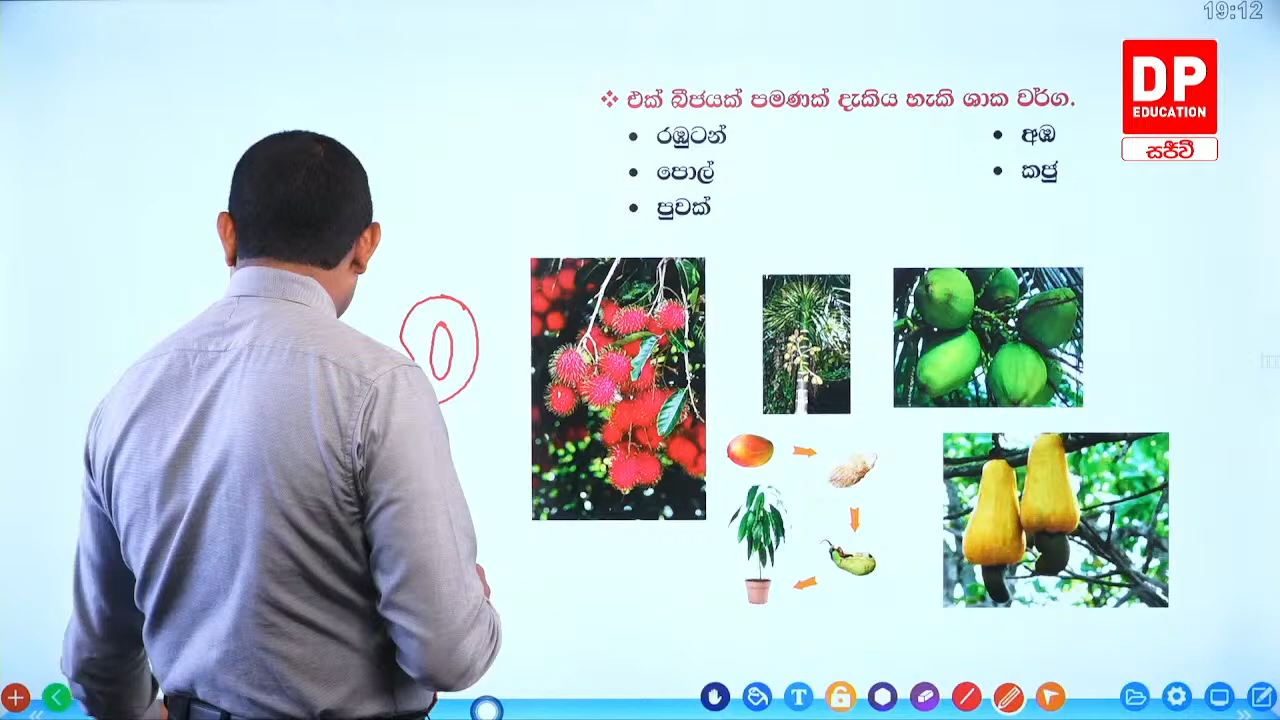 19:12
❖ එක් බීජයක් පමණක් දැකිය හැකි ශාක වර්ග.
• රඹුටන්
• අඹ
• පොල්
• කජු
• පුවක්
DP
EDUCATION
සජීවී
T